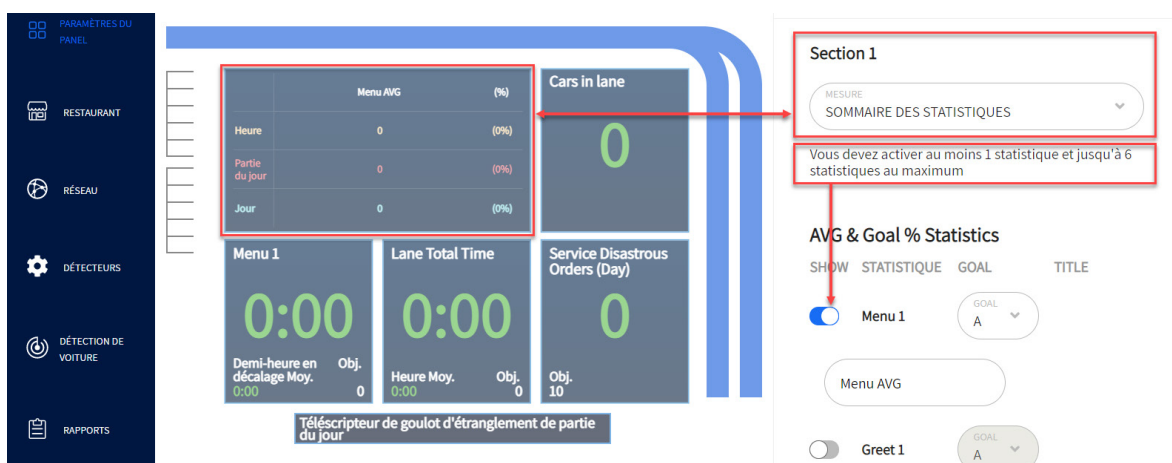 PARAMÈTRES DU
PANEL
RESTAURANT
RÉSEAU
DÉTECTEURS
DÉTECTION DE
VOITURE
RAPPORTS
Menu AVG (%)
Heure 0 (0%)
Partie
du jour 0 (0%)
Jour 0 (0%)
Cars in lane
0
Menu 1
0:00
Demi-heure en
décalage Moy. Obj.
0:00 0
Lane Total Time
0:00
Heure Moy. Obj.
0:00 0
Service Disastrous
Orders (Day)
0
Obj.
10
Téléscripteur de goulot d'étranglement de partie
du jour
Section 1
MESURE
SOMMAIRE DES STATISTIQUES
Vous devez activer au moins 1 statistique et jusqu'à 6
statistiques au maximum
AVG & Goal % Statistics
SHOW STATISTIQUE GOAL TITLE
Menu 1
GOAL
A
Menu AVG
Greet 1
GOAL
A